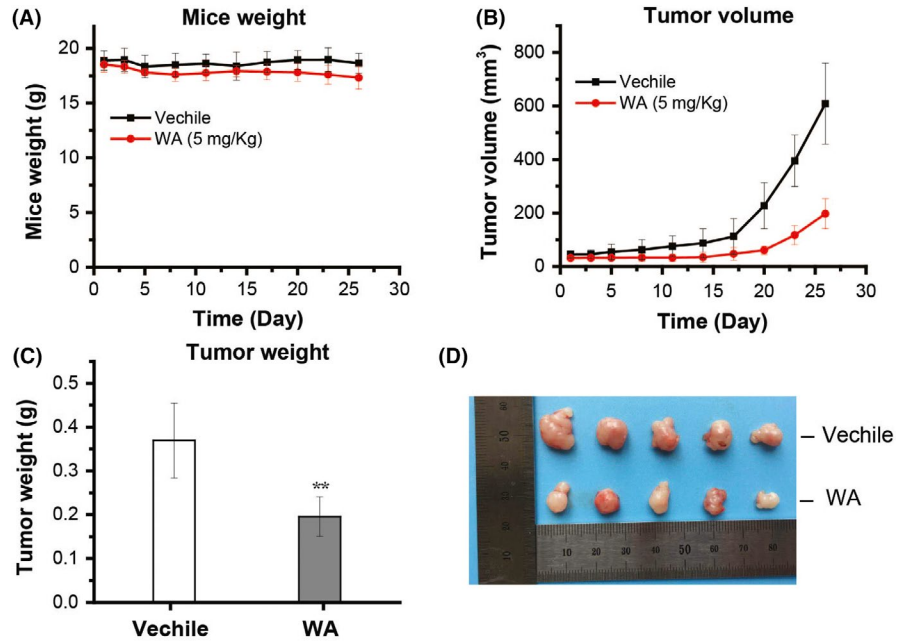 (A)
Mice weight
Mice weight (g)
20
15
10
5
0
Vechile
WA (5 mg/Kg)
0 5 10 15 20 25 30
Time (Day)
(B)
Tumor volume
Tumor volume (mm³)
800
600
400
200
0
Vechile
WA (5 mg/Kg)
0 5 10 15 20 25 30
Time (Day)
(C)
Tumor weight
Tumor weight (g)
0.5
0.4
0.3
0.2
0.1
0.0
**
Vechile WA
(D)
Vechile
WA
10 20 30 40 50 60 70 80